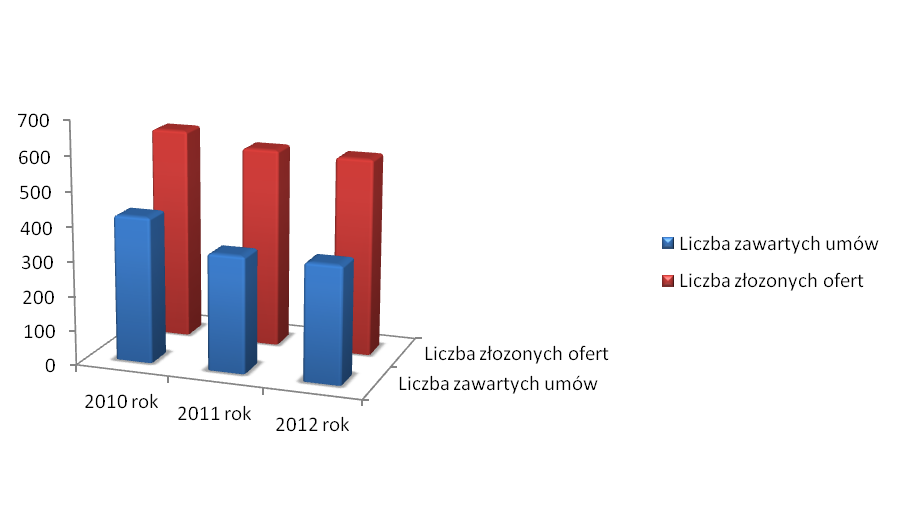 700
600
500
400
300
200
100
0
2010 rok
2011 rok
2012 rok
Liczba złozonych ofert
Liczba zawartych umów
Liczba zawartych umów
Liczba złozonych ofert